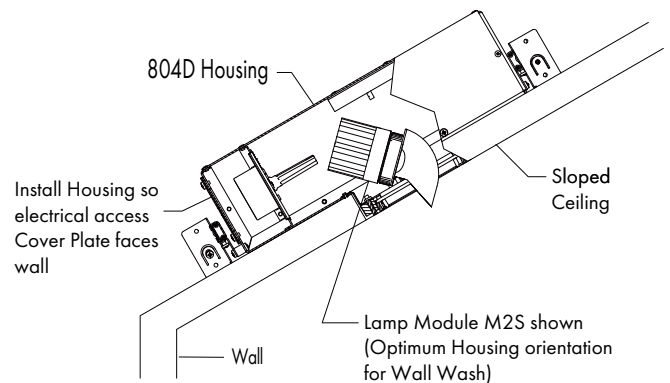 804D Housing
Install Housing so
electrical access
Cover Plate faces
wall
Sloped
Ceiling
Lamp Module M2S shown
(Optimum Housing orientation
for Wall Wash)
Wall